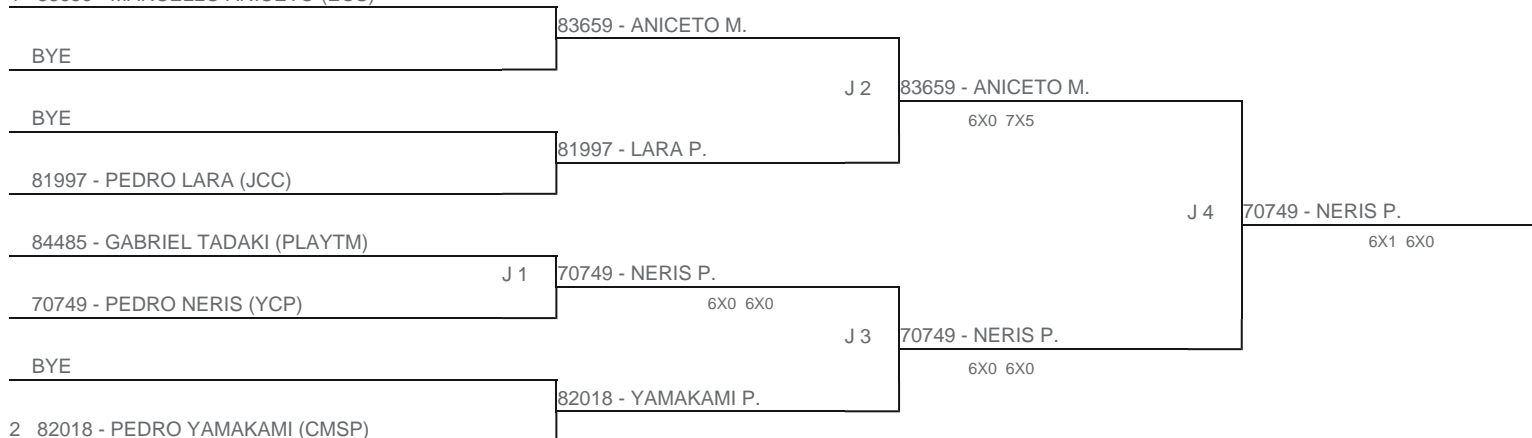 83659 - ANICETO M.
BYE
J 2 83659 - ANICETO M.
BYE
6X0 7X5
81997 - LARA P.
81997 - PEDRO LARA (JCC)
J 4 70749 - NERIS P.
84485 - GABRIEL TADAKI (PLAYTM)
6X1 6X0
J 1 70749 - NERIS P.
70749 - PEDRO NERIS (YCP)
6X0 6X0
J 3 70749 - NERIS P.
BYE
6X0 6X0
82018 - YAMAKAMI P.
2 82018 - PEDRO YAMAKAMI (CMSP)